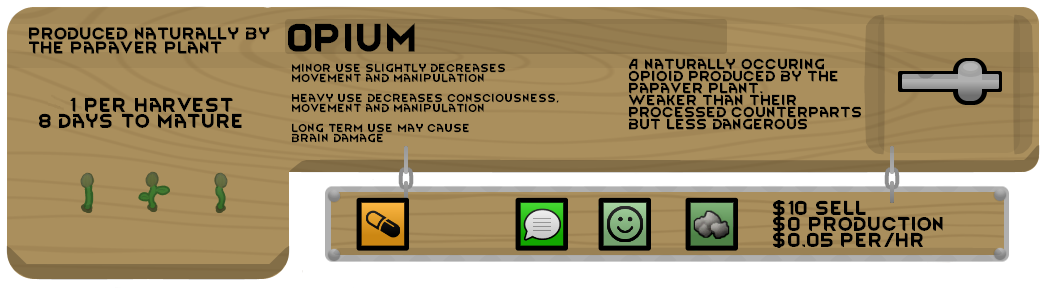 PRODUCED NATURALLY BY
THE PAPAVER PLANT
1 PER HARVEST
8 DAYS TO MATURE
OPIUM
MINOR USE SLIGHTLY DECREASES
MOVEMENT AND MANIPULATION
HEAVY USE DECREASES CONSCIOUSNESS,
MOVEMENT AND MANIPULATION
LONG TERM USE MAY CAUSE
BRAIN DAMAGE
A NATURALLY OCCURING
OPIOID PRODUCED BY THE
PAPAVER PLANT.
WEAKER THAN THEIR
PROCESSED COUNTERPARTS
BUT LESS DANGEROUS
$10 SELL
$0 PRODUCTION
$0.05 PER/HR